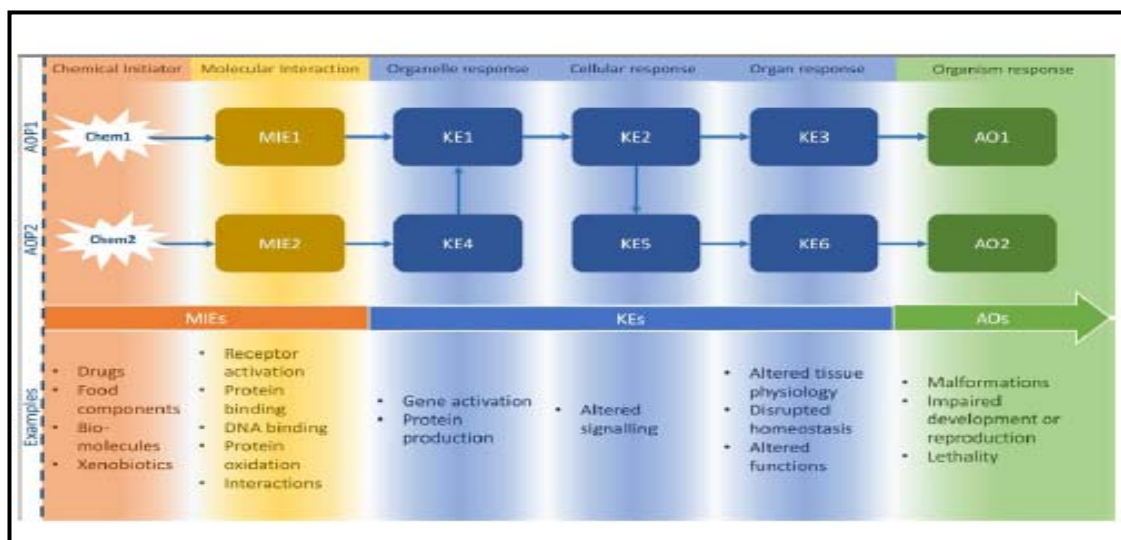 Chemical Initiator
Molecular Interaction
Organelle response
Cellular response
Organ response
Organism response
AOP1
Chem1
MIE1
KE1
KE2
KE3
AO1
AOP2
Chem2
MIE2
KE4
KE5
KE6
AO2
MIEs
KEs
AOs
Examples
• Drugs
• Food
components
• Bio-
molecules
• Xenobiotics
• Receptor
activation
• Protein
binding
• DNA binding
• Protein
oxidation
• Interactions
• Gene activation
• Protein
production
• Altered
signalling
• Altered tissue
physiology
• Disrupted
homeostasis
• Altered
functions
• Malformations
• Impaired
development or
reproduction
• Lethality